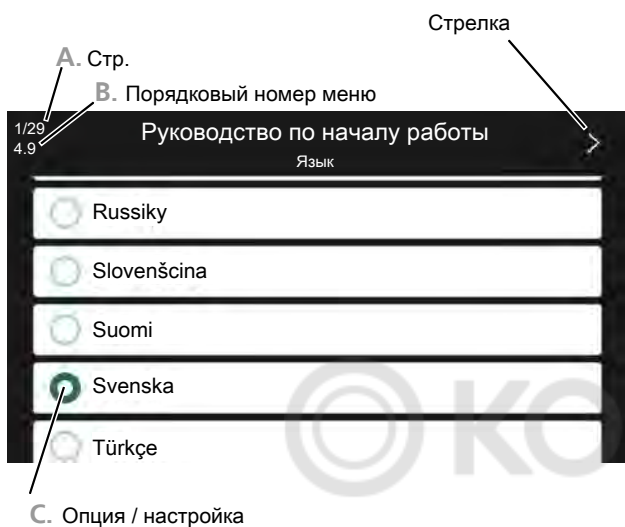 Стрелка
A. Стр.
B. Порядковый номер меню
1/29
Руководство по началу работы
4.9
Язык
Russiky
Slovenšcina
Suomi
Svenska
Türkçe
KO
C. Опция / настройка